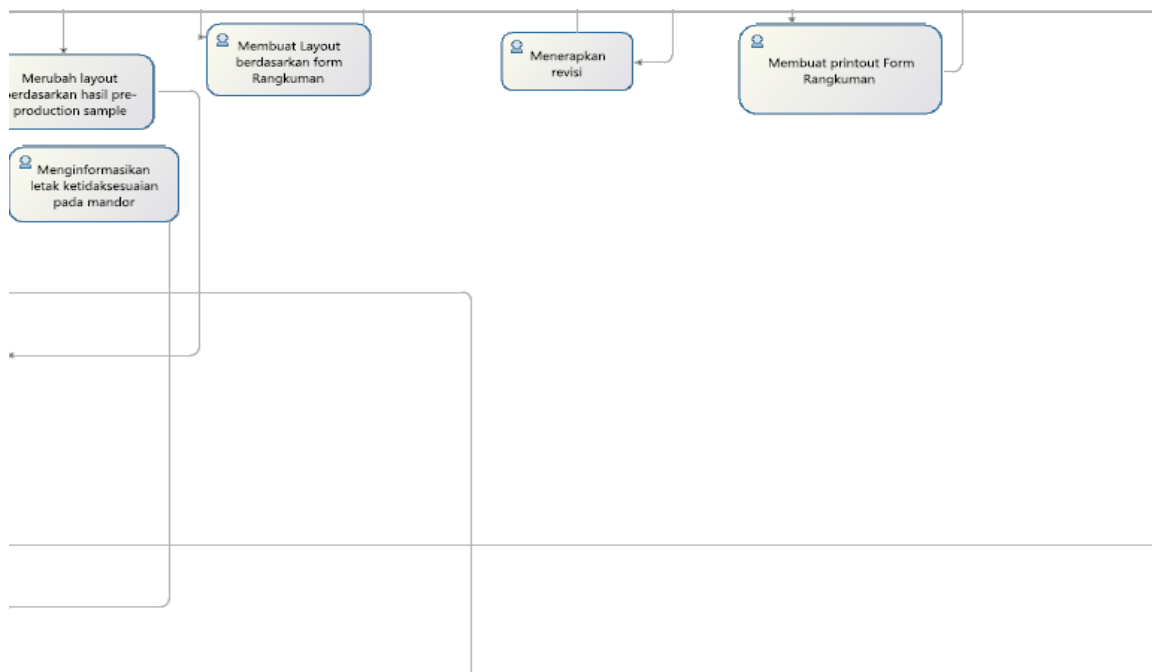 Membuat Layout
berdasarkan form
Rangkuman
Menerapkan
revisi
Membuat printout Form
Rangkuman
Merubah layout
berdasarkan hasil pre-
production sample
Menginformasikan
letak ketidaksesuaian
pada mandor